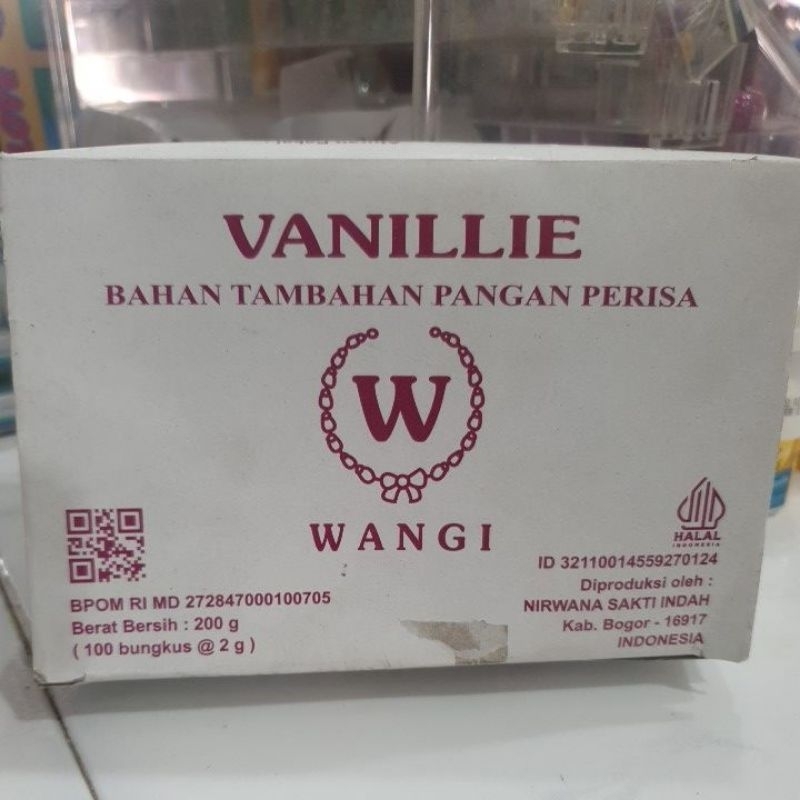 VANILLIE
BAHAN TAMBAHAN PANGAN PERISA
W
WANGI
BPOM RI MD 272847000100705
Berat Bersih : 200 g
( 100 bungkus @ 2 g )
HALAL
INDONESIA
ID 32110014559270124
Diproduksi oleh :
NIRWANA SAKTI INDAH
Kab. Bogor - 16917
INDONESIA